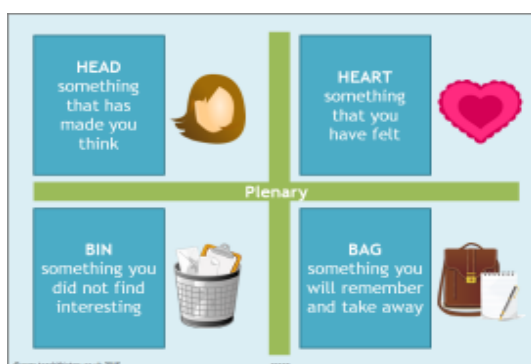 HEAD
something
that has
made you
think
HEART
something
that you
have felt
Plenary
BIN
something you
did not find
interesting
BAG
something you
will remember
and take away